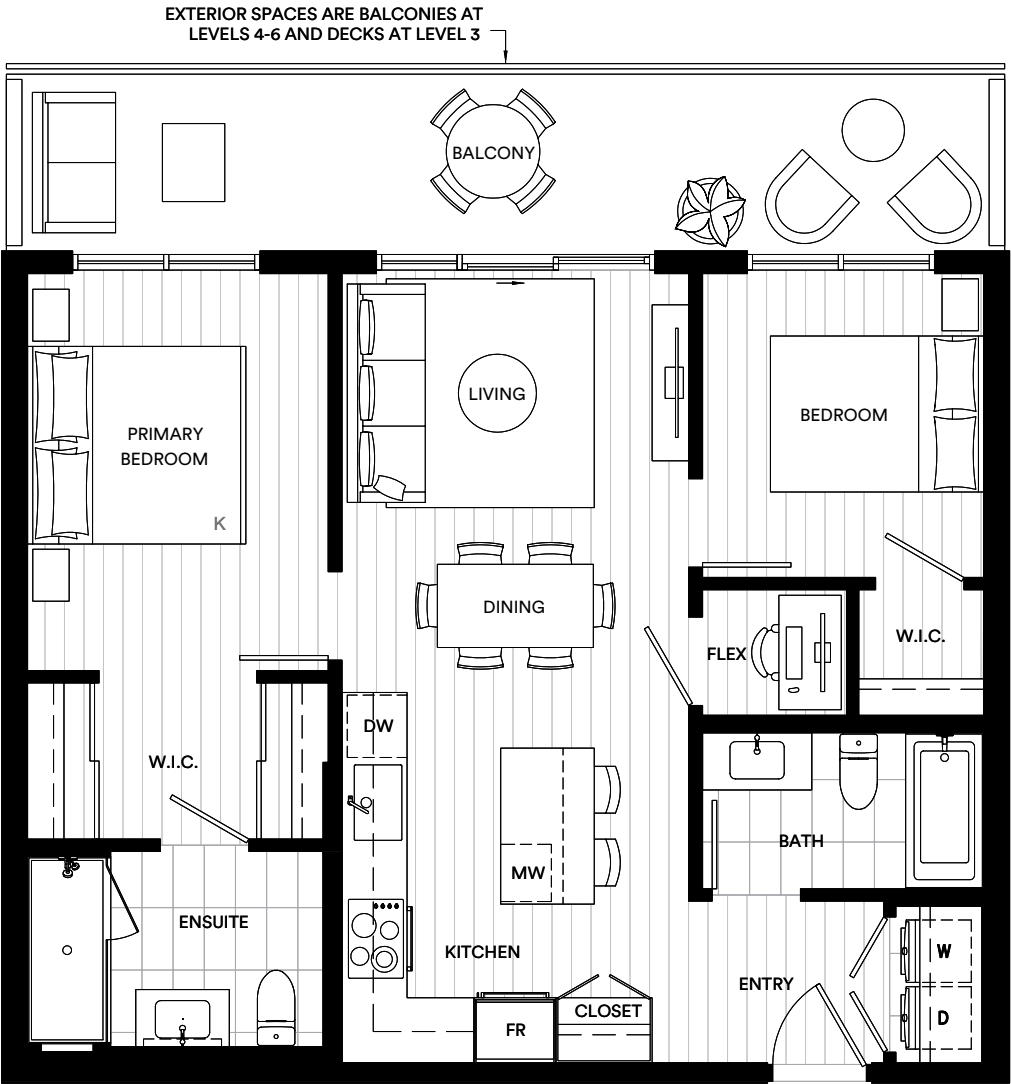 EXTERIOR SPACES ARE BALCONIES AT
LEVELS 4-6 AND DECKS AT LEVEL 3
BALCONY
LIVING
BEDROOM
PRIMARY
BEDROOM
K
DINING
FLEX
W.I.C.
DW
W.I.C.
BATH
MW
ENSUITE
KITCHEN
W
ENTRY
CLOSET
D
FR